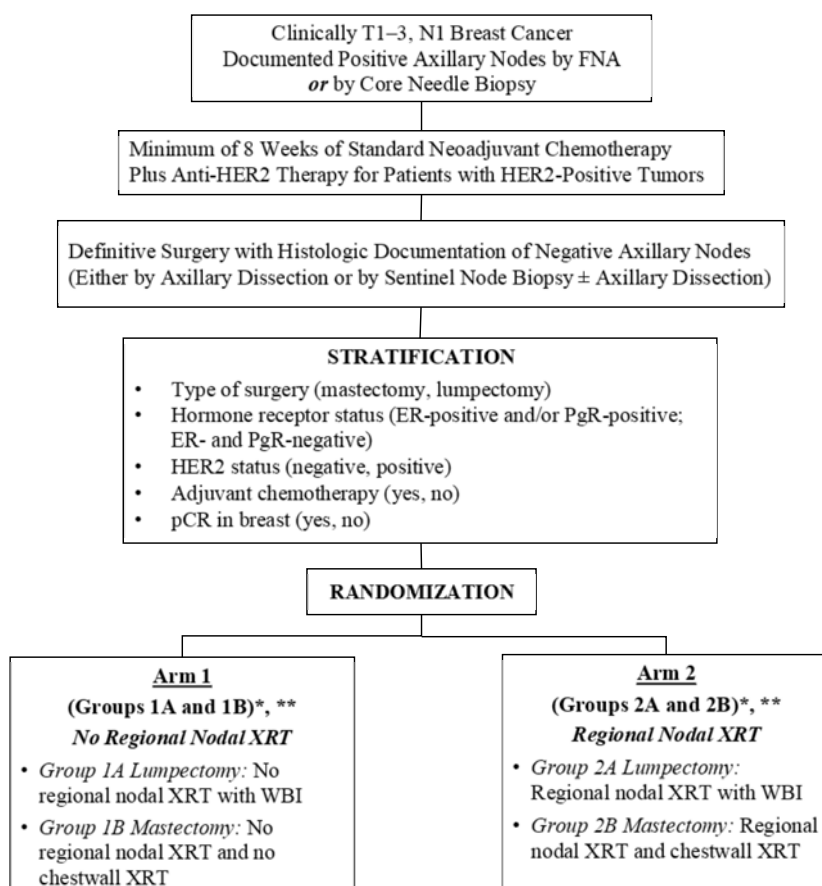 Clinically T1–3, N1 Breast Cancer
Documented Positive Axillary Nodes by FNA
or by Core Needle Biopsy
Minimum of 8 Weeks of Standard Neoadjuvant Chemotherapy
Plus Anti-HER2 Therapy for Patients with HER2-Positive Tumors
Definitive Surgery with Histologic Documentation of Negative Axillary Nodes
(Either by Axillary Dissection or by Sentinel Node Biopsy ± Axillary Dissection)
STRATIFICATION
• Type of surgery (mastectomy, lumpectomy)
• Hormone receptor status (ER-positive and/or PgR-positive;
ER- and PgR-negative)
• HER2 status (negative, positive)
• Adjuvant chemotherapy (yes, no)
• pCR in breast (yes, no)
RANDOMIZATION
Arm 1
(Groups 1A and 1B)*, **
No Regional Nodal XRT
• Group 1A Lumpectomy: No
regional nodal XRT with WBI
• Group 1B Mastectomy: No
regional nodal XRT and no
chestwall XRT
Arm 2
(Groups 2A and 2B)*, **
Regional Nodal XRT
• Group 2A Lumpectomy:
Regional nodal XRT with WBI
• Group 2B Mastectomy: Regional
nodal XRT and chestwall XRT